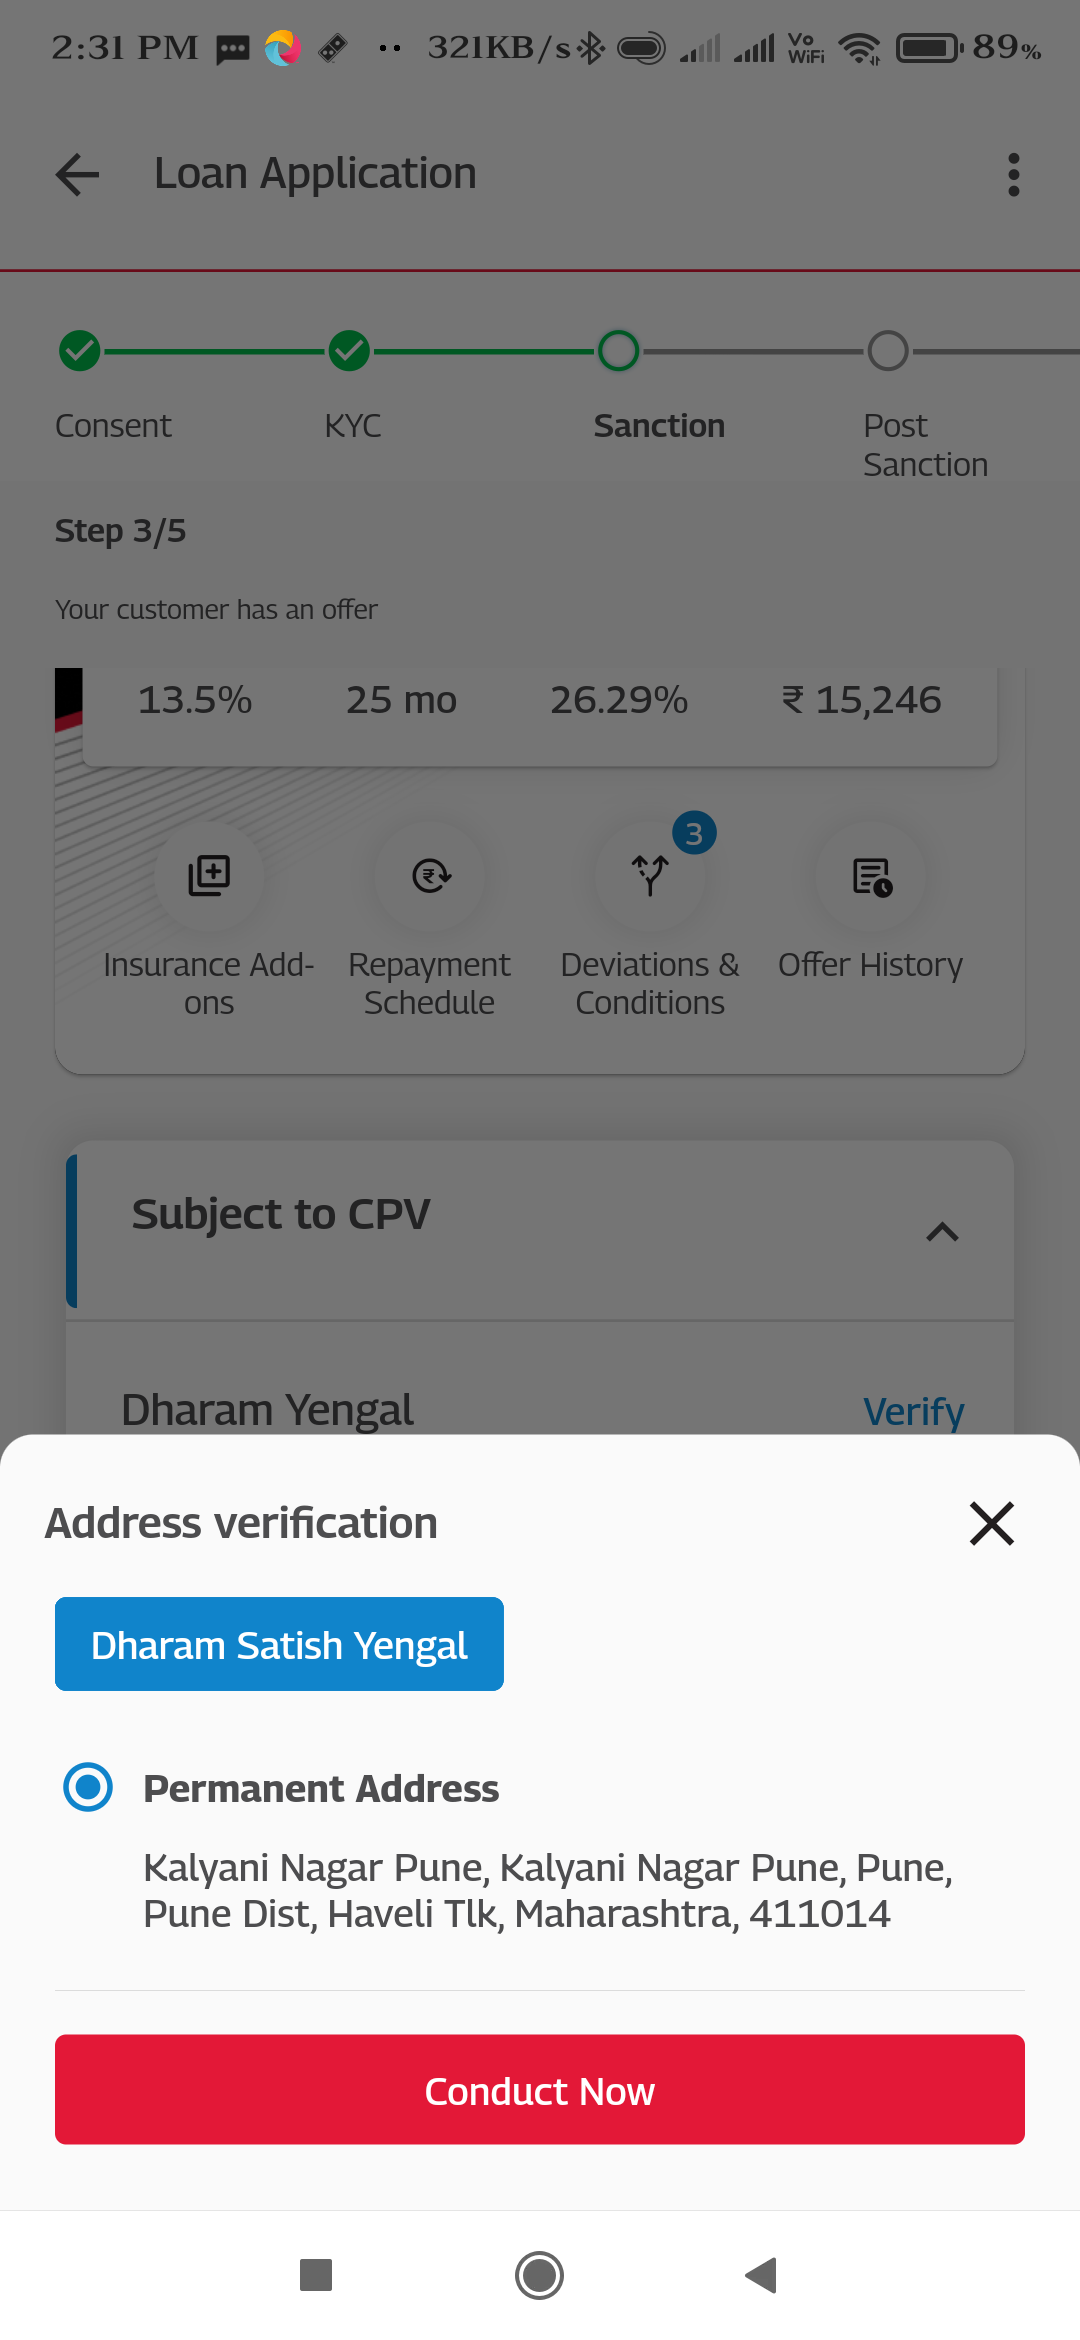 2:31 PM 321KB/s Vo WiFi 89%
Loan Application
Consent KYC Sanction Post
Sanction
Step 3/5
Your customer has an offer
13.5% 25 mo 26.29% ₹ 15,246
3
Insurance Add- Repayment Deviations & Offer History
ons Schedule Conditions
Subject to CPV
Dharam Yengal Verify
Address verification
Dharam Satish Yengal
Permanent Address
Kalyani Nagar Pune, Kalyani Nagar Pune, Pune,
Pune Dist, Haveli Tlk, Maharashtra, 411014
Conduct Now